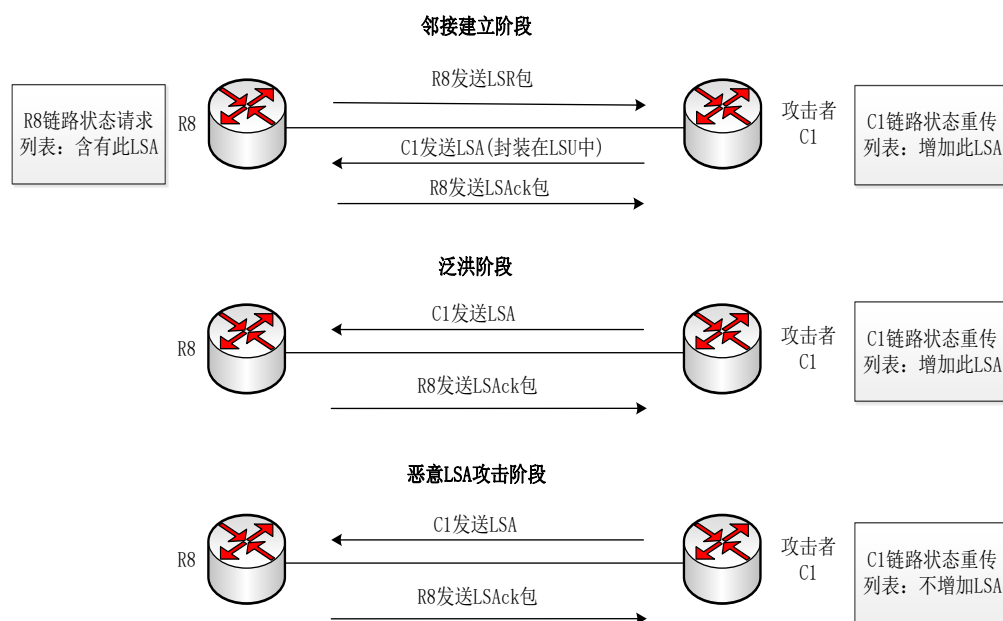 邻接建立阶段
R8发送LSR包
R8链路状态请求
列表：含有此LSA
R8
攻击者
C1
C1链路状态重传
列表：增加此LSA
C1发送LSA(封装在LSU中)
R8发送LSAck包
泛洪阶段
C1发送LSA
R8
攻击者
C1
C1链路状态重传
列表：增加此LSA
R8发送LSAck包
恶意LSA攻击阶段
C1发送LSA
R8
攻击者
C1
C1链路状态重传
列表：不增加LSA
R8发送LSAck包